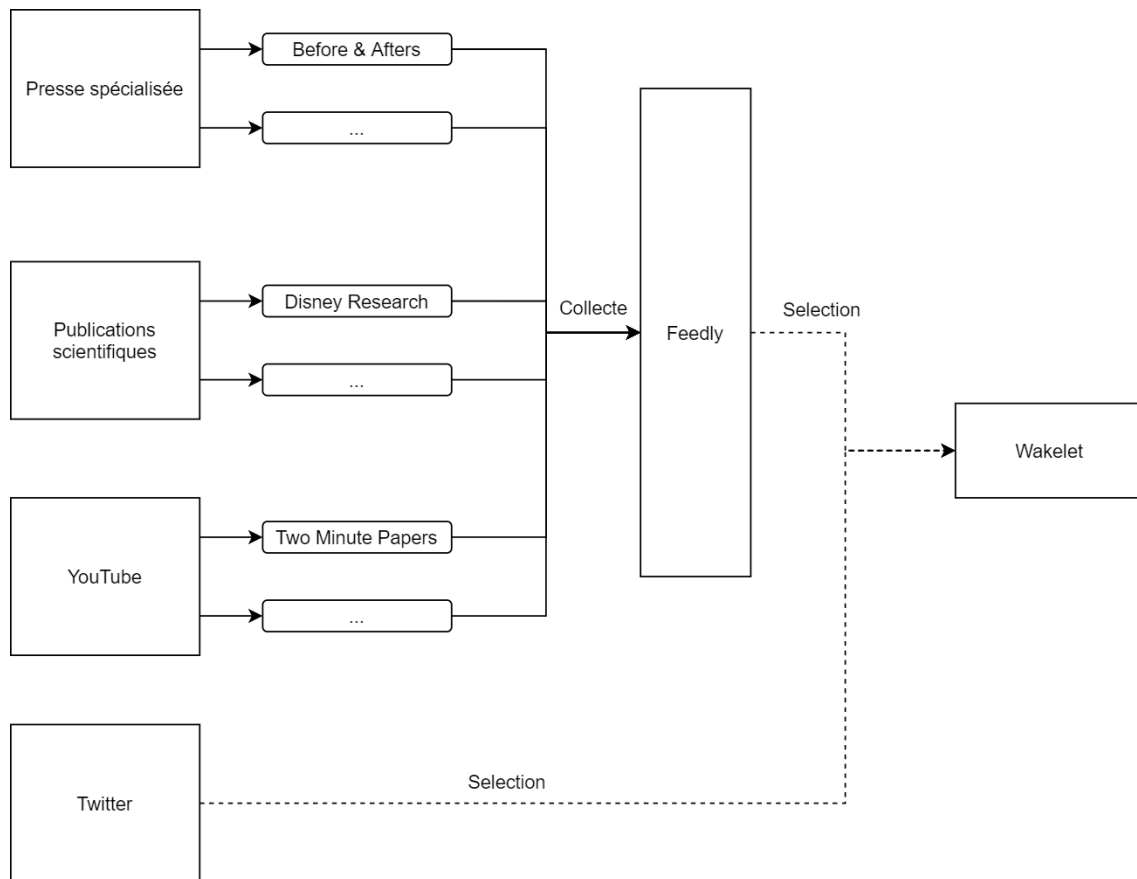 Presse spécialisée
Before & Afters
...
Publications
scientifiques
Disney Research
...
Collecte
Feedly
Selection
Wakelet
YouTube
Two Minute Papers
...
Twitter
Selection